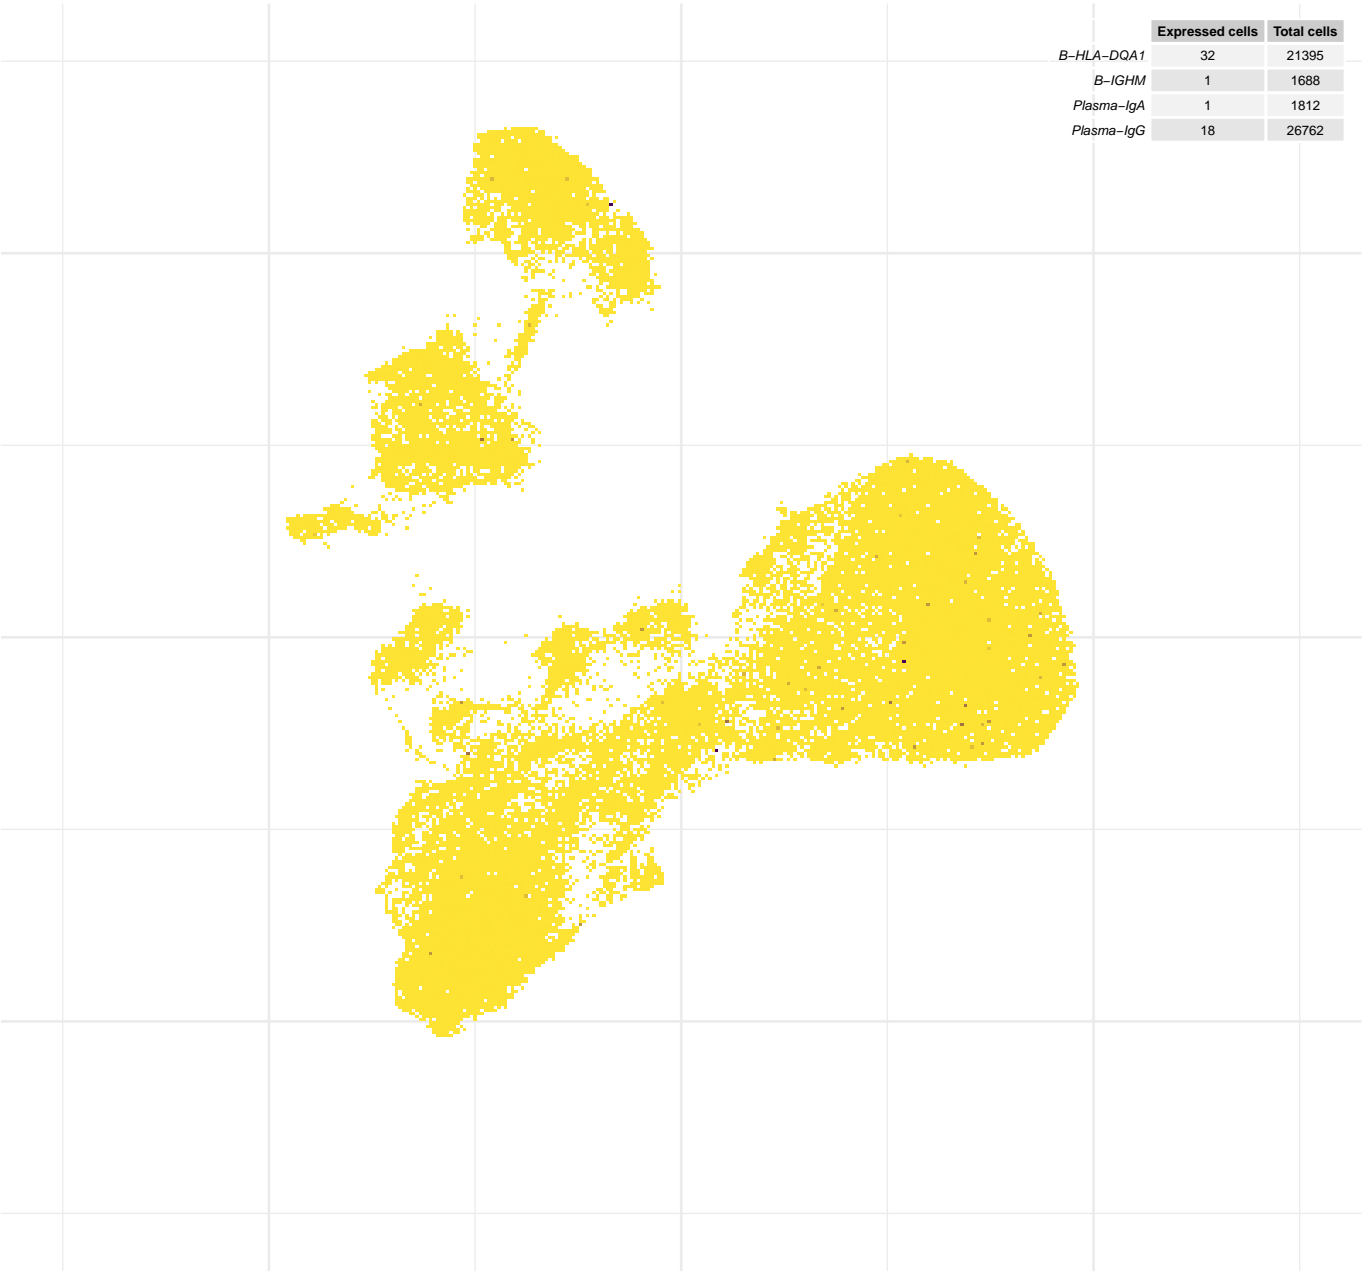 Expressed cells Total cells
B−HLA−DQA1 32 21395
B−IGHM 1 1688
Plasma−IgA 1 1812
Plasma−IgG 18 26762